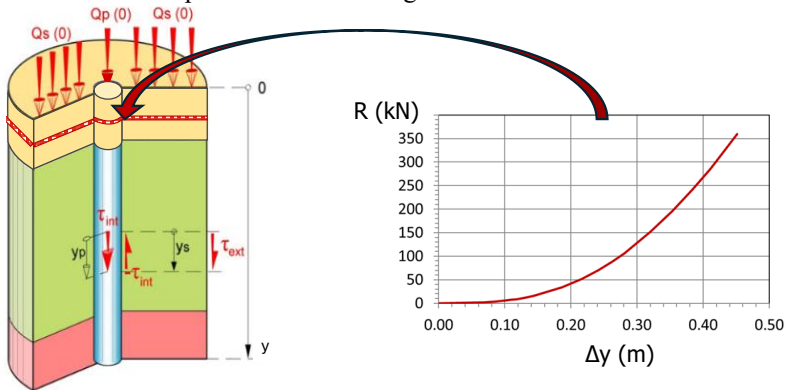 Qs (0)
Qp (0)
Qs (0)
0
τint
yp
ys
τext
-τint
y
R (kN)
350
300
250
200
150
100
50
0
0.00 0.10 0.20 0.30 0.40 0.50
Δy (m)